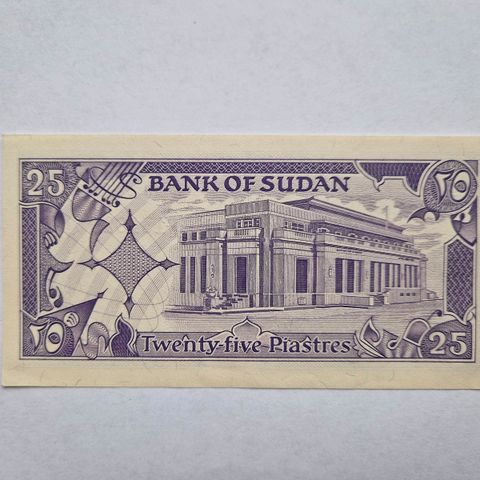 25 BANK OF SUDAN ٢٥
٢٥ Twenty-five Piastres 25